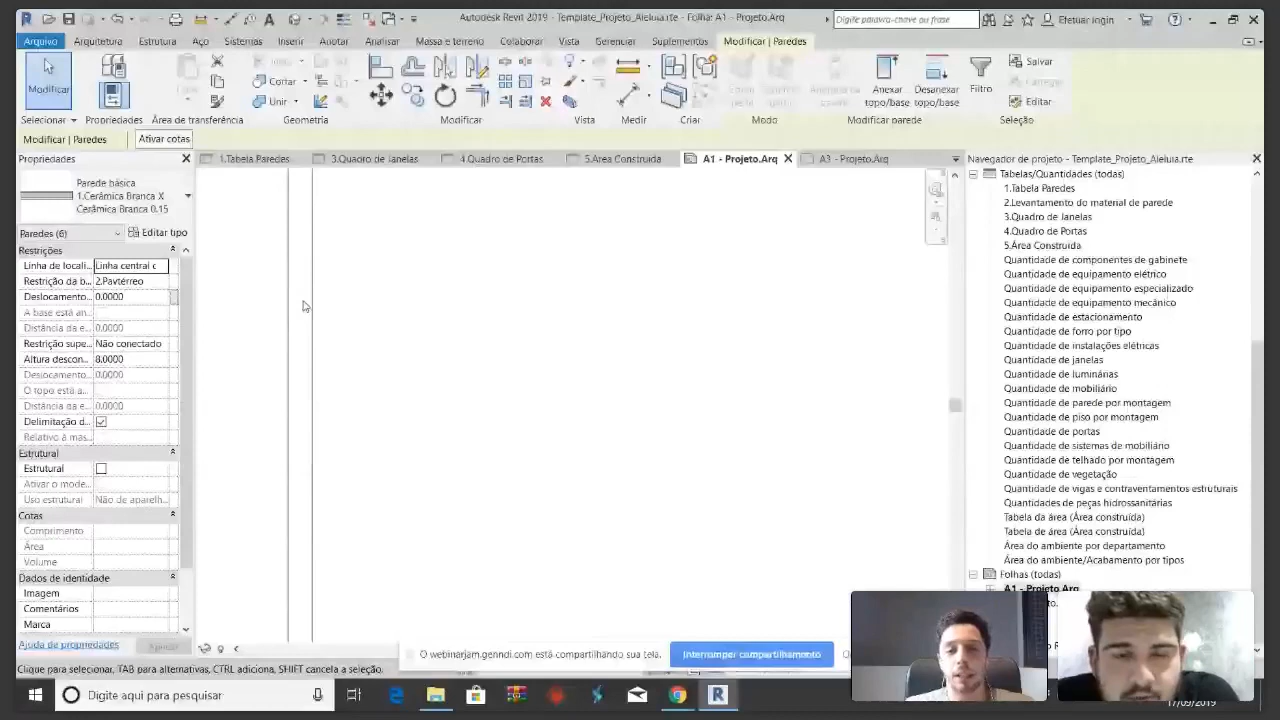 Autodesk Revit 2019 - Template_Projeto_Aleluia.rte - Folha: A1 - Projeto.Arq
Digite palavra-chave ou frase
Efetuar login
Arquivo Arquitetura Estrutura Aço Sistemas Inserir Anotar Analisar Massa e terreno Colaborar Vista Gerenciar Suplementos Modificar | Paredes
Modificar
Cortar
Unir
Anexar topo/base
Desanexar topo/base
Filtro
Salvar
Editar
Selecionar Propriedades Área de transferência Geometria Modificar Vista Medir Criar Modo Modificar parede Seleção
Modificar | Paredes Ativar cotas
Propriedades
1.Tabela Paredes 3.Quadro de Janelas 4.Quadro de Portas 5.Área Construída A1 - Projeto.Arq A3 - Projeto.Arq
Navegador de projeto - Template_Projeto_Aleluia.rte
Parede básica
1.Cerâmica Branca X
Cerâmica Branca 0.15
Paredes (6) Editar tipo
Restrições
Linha de locali... Linha central c
Restrição da b... 2.Pavtérreo
Deslocamento... 0.0000
A base está an...
Distância da e... 0.0000
Restrição supe... Não conectado
Altura descon... 8.0000
Deslocamento... 0.0000
O topo está a...
Distância da e... 0.0000
Delimitação d...
Relativo à mas...
Estrutural
Estrutural
Ativar o mode...
Uso estrutural Não de aparelh...
Cotas
Comprimento
Área
Volume
Dados de identidade
Imagem
Comentários
Marca
Ajuda de propriedades
Tabelas/Quantidades (todas)
1.Tabela Paredes
2.Levantamento do material de parede
3.Quadro de Janelas
4.Quadro de Portas
5.Área Construída
Quantidade de componentes de gabinete
Quantidade de equipamento elétrico
Quantidade de equipamento especializado
Quantidade de equipamento mecânico
Quantidade de estacionamento
Quantidade de forro por tipo
Quantidade de instalações elétricas
Quantidade de janelas
Quantidade de luminárias
Quantidade de mobiliário
Quantidade de parede por montagem
Quantidade de piso por montagem
Quantidade de portas
Quantidade de sistemas de mobiliário
Quantidade de telhado por montagem
Quantidade de vegetação
Quantidade de vigas e contraventamentos estruturais
Quantidades de peças hidrossanitárias
Tabela da área (Área construída)
Tabela de área (Área construída)
Área do ambiente por departamento
Área do ambiente/Acabamento por tipos
Folhas (todas)
A1 - Projeto.Arq
O webinarjam.genndi.com está compartilhando sua tela.
Interromper compartilhamento
Clique para selecionar, TAB para alternativas, CTRL adiciona, SHIFT cancela a seleção.
Digite aqui para pesquisar
17/09/2019